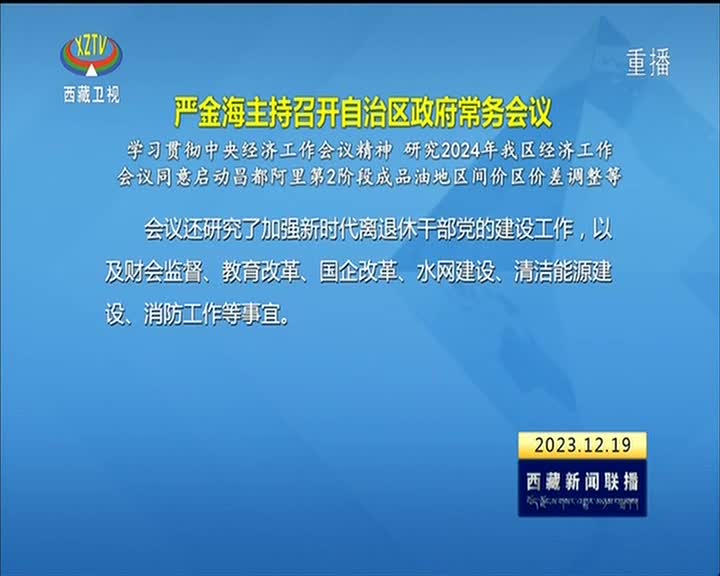 XZTV
西藏卫视
重播
严金海主持召开自治区政府常务会议
学习贯彻中央经济工作会议精神 研究2024年我区经济工作
会议同意启动昌都阿里第2阶段成品油地区间价区价差调整等
会议还研究了加强新时代离退休干部党的建设工作，以
及财会监督、教育改革、国企改革、水网建设、清洁能源建
设、消防工作等事宜。
2023.12.19
西藏新闻联播